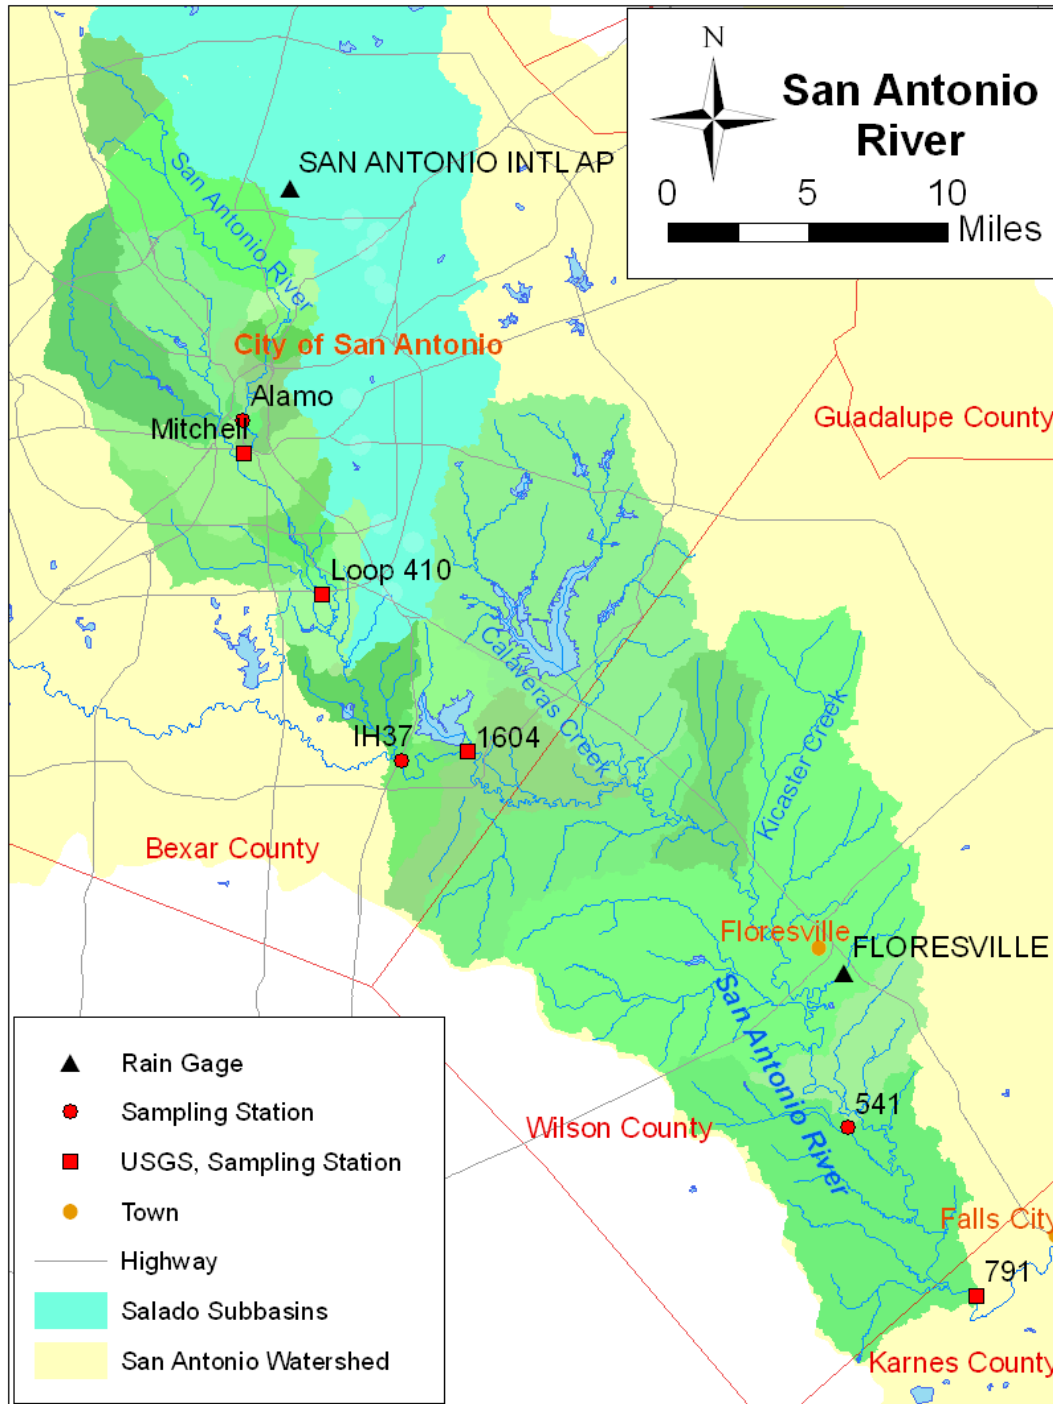 N
San Antonio
River
0 5 10
Miles
SAN ANTONIO INTL AP
San Antonio River
City of San Antonio
Alamo
Mitchell
Guadalupe County
Loop 410
Calaveras Creek
IH37
1604
Kicaster Creek
Bexar County
Floresville
FLORESVILLE
San Antonio River
541
Wilson County
Falls City
791
Karnes County
Rain Gage
Sampling Station
USGS, Sampling Station
Town
Highway
Salado Subbasins
San Antonio Watershed